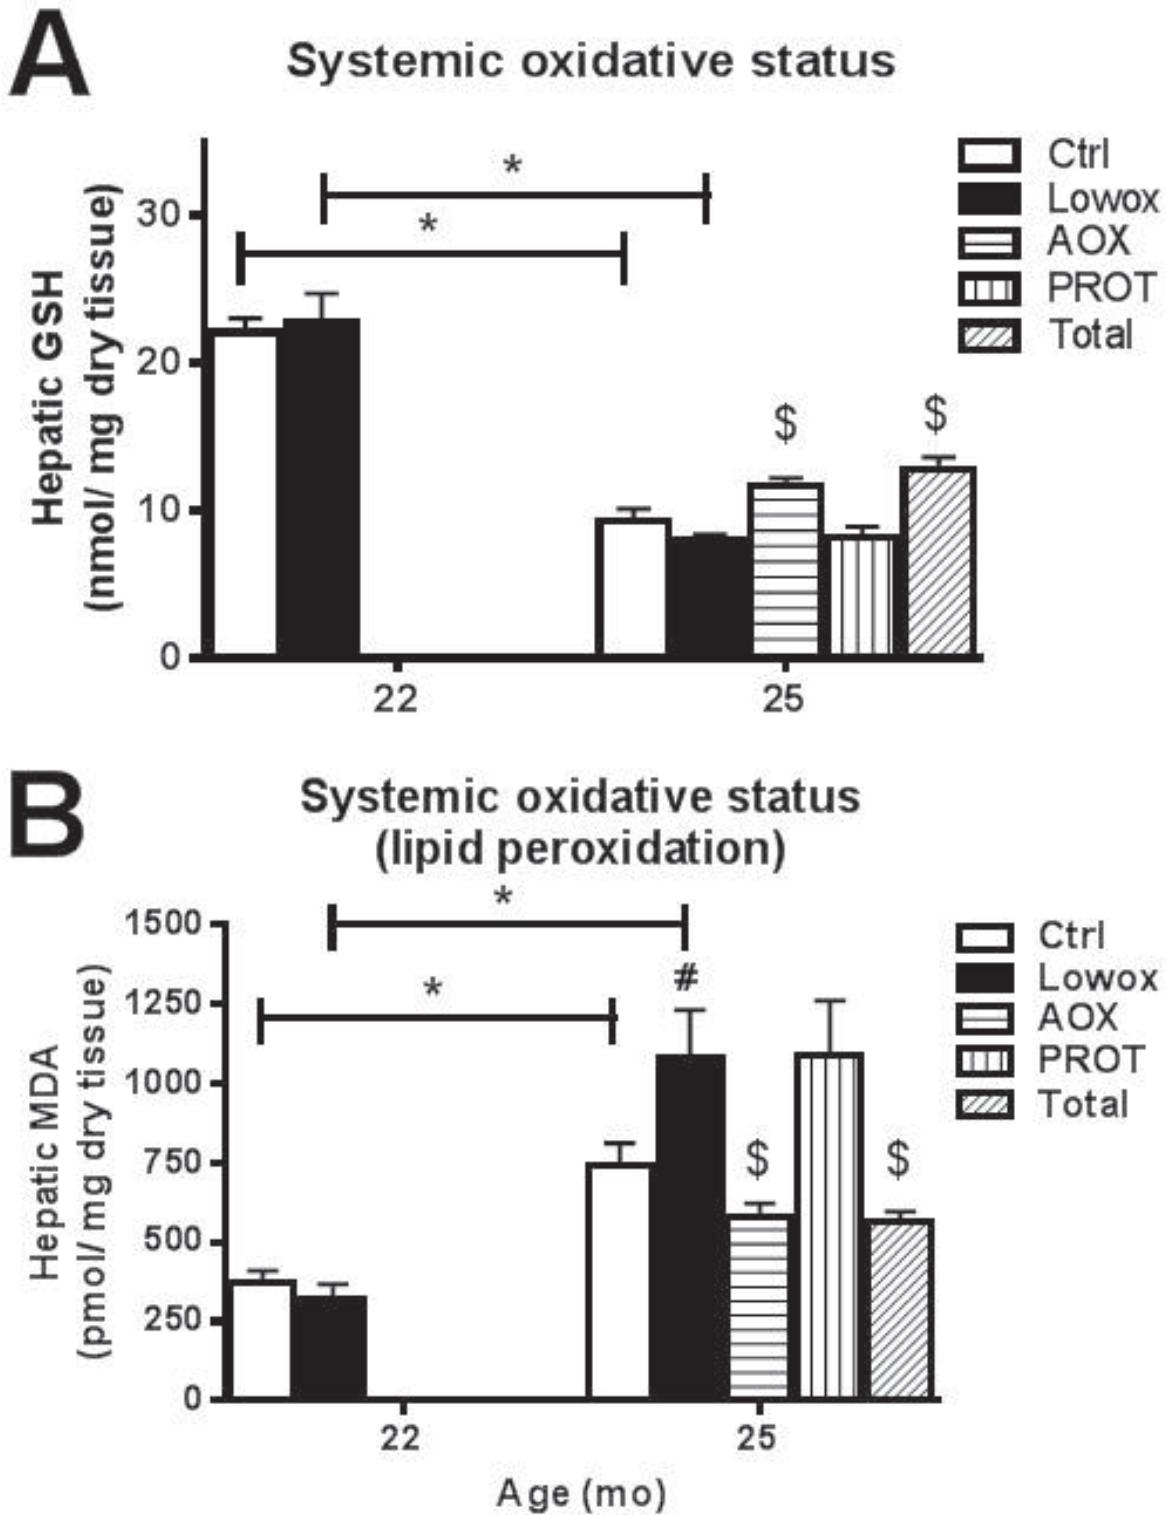 A
Systemic oxidative status
Hepatic GSH
(nmol/ mg dry tissue)
30
20
10
0
*
*
$
$
22
25
Ctrl
Lowox
AOX
PROT
Total
B
Systemic oxidative status
(lipid peroxidation)
Hepatic MDA
(pmol/ mg dry tissue)
1500
1250
1000
750
500
250
0
*
*
#
$
$
22
25
Age (mo)
Ctrl
Lowox
AOX
PROT
Total